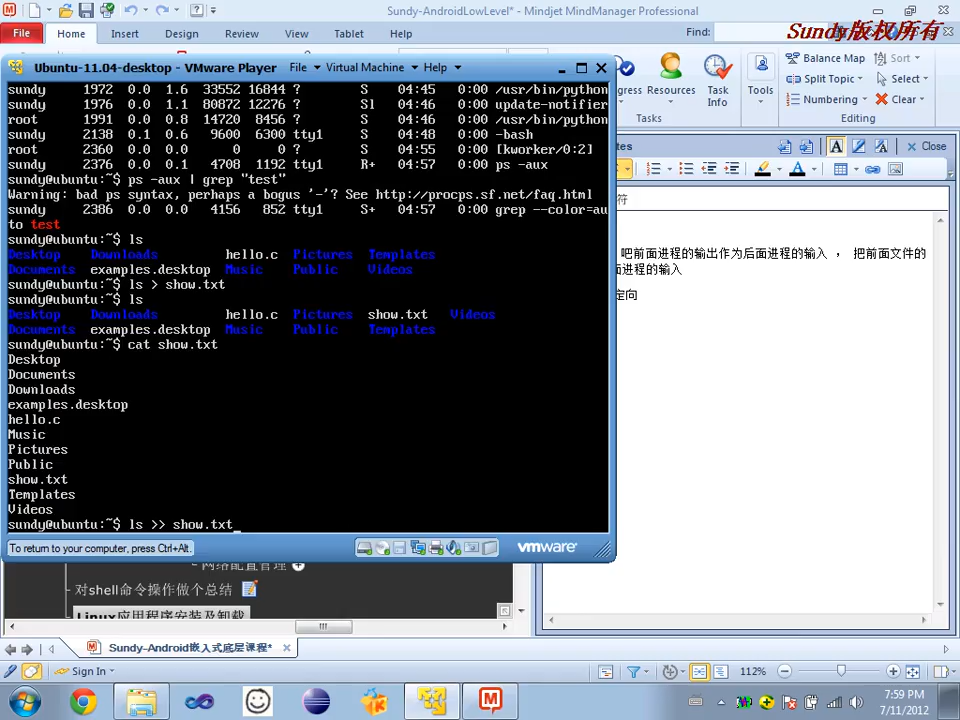 Sundy-AndroidLowLevel* - Mindjet MindManager Professional
File Home Insert Design Review View Tablet Help
Find:
Sundy版权所有
Ubuntu-11.04-desktop - VMware Player File Virtual Machine Help
Balance Map Sort
Split Topic Select
Numbering Clear
Resources Task Info Tools
Tasks Editing
Close
sundy 1972 0.0 1.6 33552 16844 ? S 04:45 0:00 /usr/bin/python
sundy 1976 0.1 1.1 80872 12276 ? Sl 04:46 0:00 update-notifier
root 1991 0.0 0.8 14720 8456 ? S 04:46 0:00 /usr/bin/python
sundy 2138 0.1 0.6 9600 6300 tty1 S 04:48 0:00 -bash
root 2360 0.0 0.0 0 0 ? S 04:55 0:00 [kworker/0:2]
sundy 2376 0.0 0.1 4708 1192 tty1 R+ 04:57 0:00 ps -aux
sundy@ubuntu:~$ ps -aux | grep "test"
Warning: bad ps syntax, perhaps a bogus '-'? See http://procps.sf.net/faq.html
sundy 2386 0.0 0.0 4156 852 tty1 S+ 04:57 0:00 grep --color=au
to test
sundy@ubuntu:~$ ls
Desktop Downloads hello.c Pictures Templates
Documents examples.desktop Music Public Videos
sundy@ubuntu:~$ ls > show.txt
sundy@ubuntu:~$ ls
Desktop Downloads hello.c Pictures show.txt Videos
Documents examples.desktop Music Public Templates
sundy@ubuntu:~$ cat show.txt
Desktop
Documents
Downloads
examples.desktop
hello.c
Music
Pictures
Public
show.txt
Templates
Videos
sundy@ubuntu:~$ ls >> show.txt_
To return to your computer, press Ctrl+Alt.
vmware
符
吧前面进程的输出作为后面进程的输入 ， 把前面文件的
进程的输入
定向
网络配置管理
对shell命令操作做个总结
Linux应用程序安装及卸载
Sundy-Android嵌入式底层课程*
Sign In
112%
7:59 PM
7/11/2012